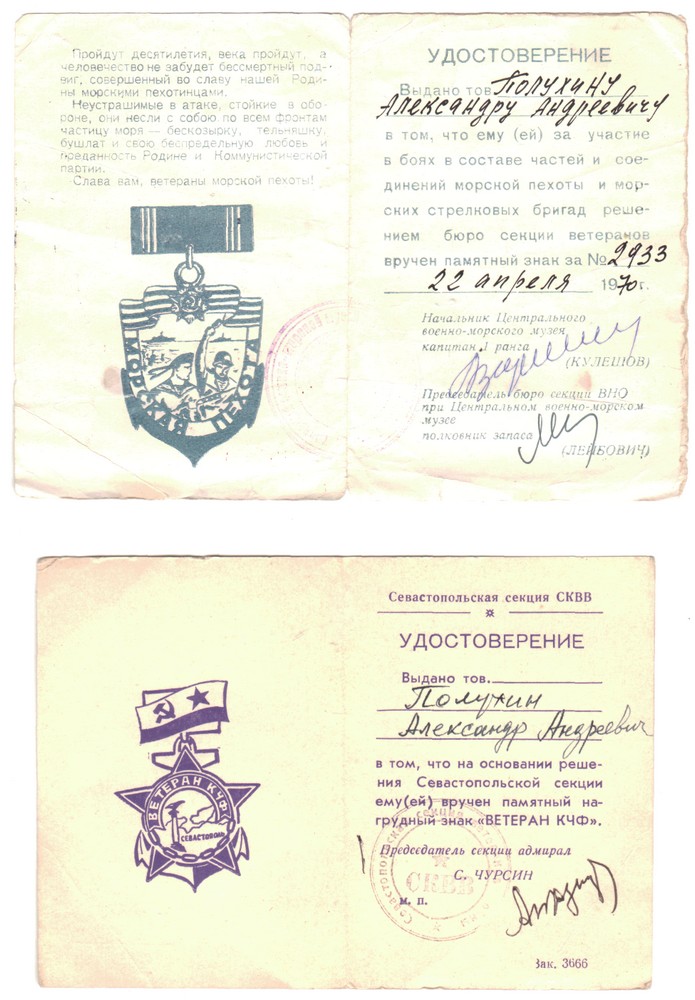 Пройдут десятилетия, века пройдут, а
человечество не забудет бессмертный под-
виг, совершенный во славу нашей Роди-
ны морскими пехотинцами.
Неустрашимые в атаке, стойкие в обо-
роне, они несли с собою по всем фронтам
частицу моря — бескозырку, тельняшку,
бушлат и свою беспредельную любовь и
преданность Родине и Коммунистической
партии.
Слава вам, ветераны морской пехоты!
МОРСКАЯ ПЕХОТА
УДОСТОВЕРЕНИЕ
Выдано тов. Полухину
Александру Андреевичу
в том, что ему (ей) за участие
в боях в составе частей и сое-
динений морской пехоты и мор-
ских стрелковых бригад реше-
нием бюро секции ветеранов
вручен памятный знак за № 2933
22 апреля 1970 г.
Начальник Центрального
военно-морского музея
капитан 1 ранга
(КУЛЕШОВ)
Председатель бюро секции ВНО
при Центральном военно-морском
музее
полковник запаса
(ЛЕЙБОВИЧ)
ВЕТЕРАН КЧФ
СЕВАСТОПОЛЬ
Севастопольская секция СКВВ
УДОСТОВЕРЕНИЕ
Выдано тов.
Полухин
Александр Андреевич
в том, что на основании реше-
ния Севастопольской секции
ему(ей) вручен памятный на-
грудный знак «ВЕТЕРАН КЧФ».
Председатель секции адмирал
С. ЧУРСИН
Севастопольская секция
СКВВ
м. п.
Зак. 3666